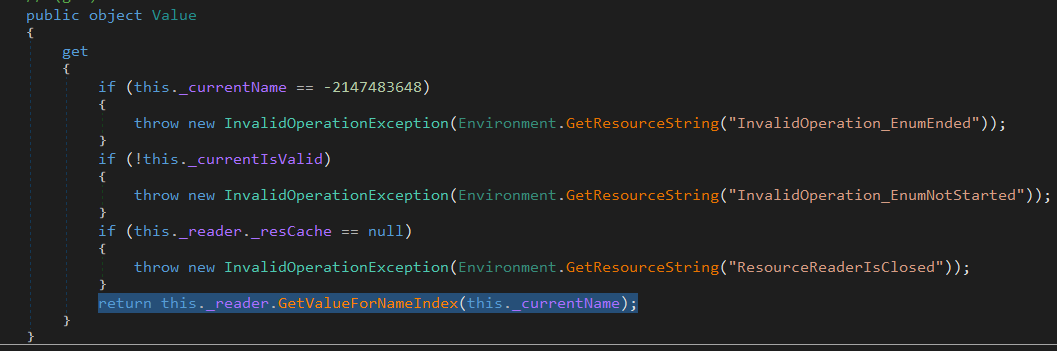 public object Value
{
get
{
if (this._currentName == -2147483648)
{
throw new InvalidOperationException(Environment.GetResourceString("InvalidOperation_EnumEnded"));
}
if (!this._currentIsValid)
{
throw new InvalidOperationException(Environment.GetResourceString("InvalidOperation_EnumNotStarted"));
}
if (this._reader._resCache == null)
{
throw new InvalidOperationException(Environment.GetResourceString("ResourceReaderIsClosed"));
}
return this._reader.GetValueForNameIndex(this._currentName);
}
}